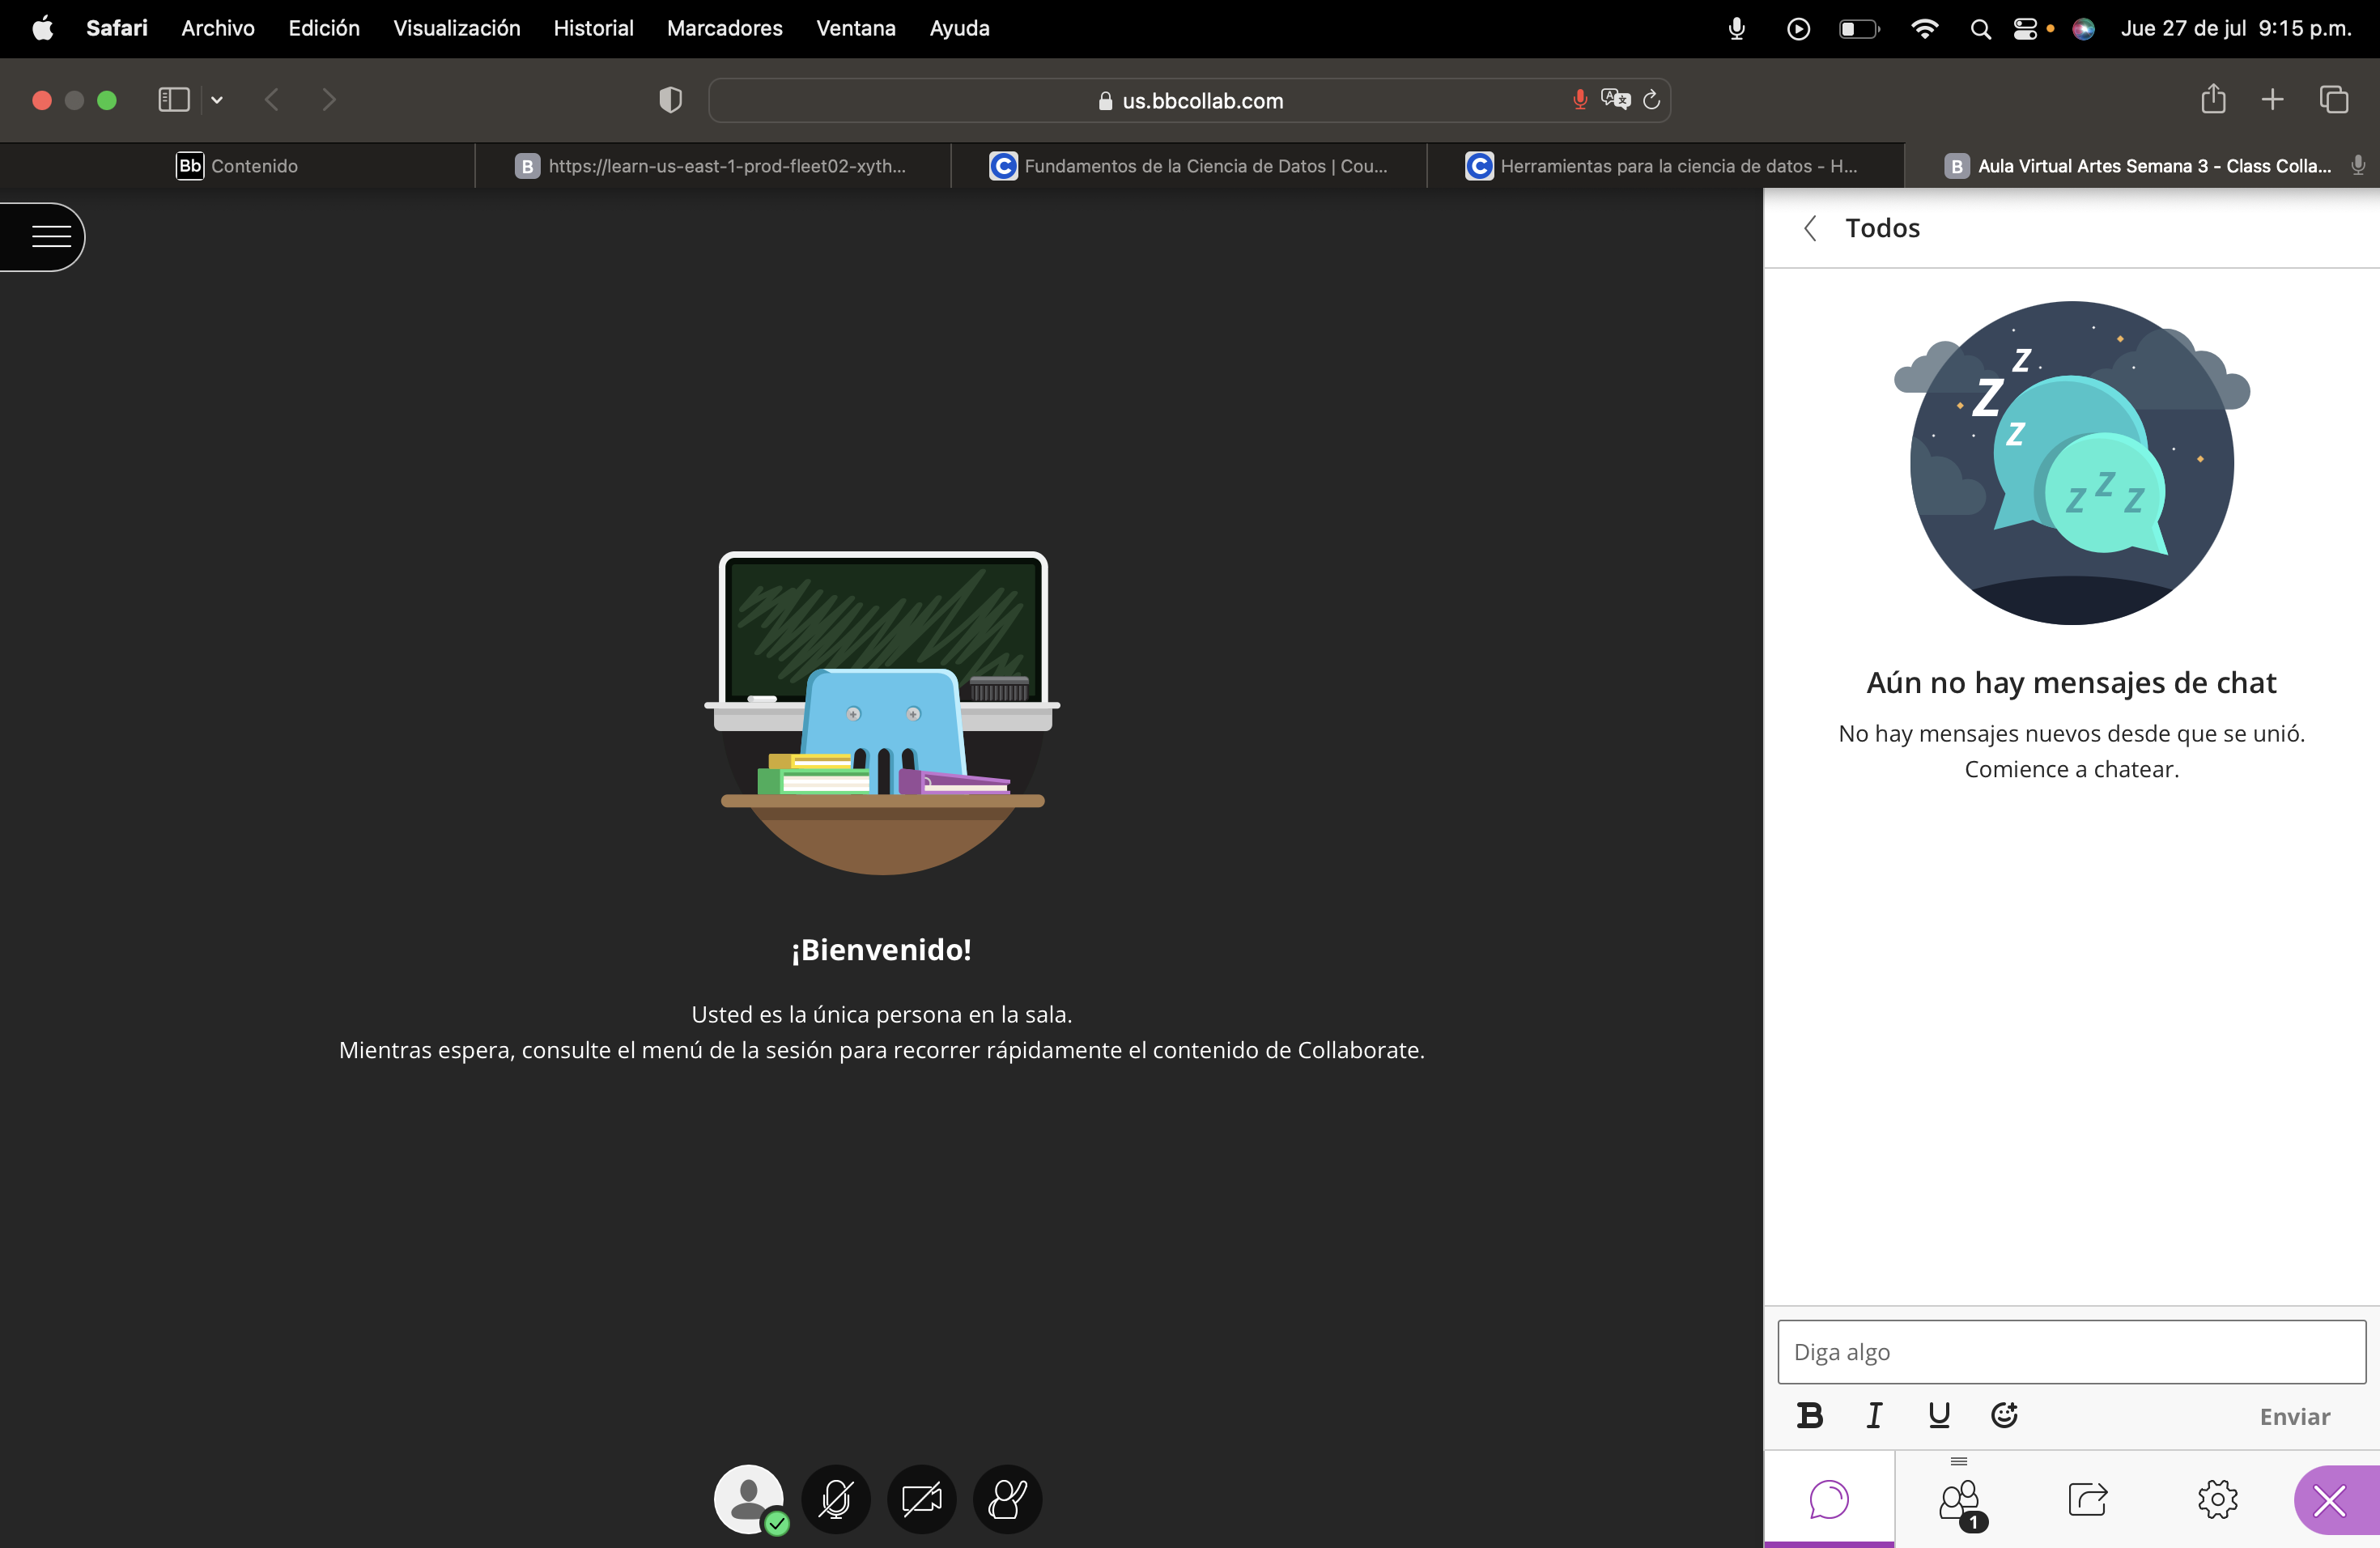 Safari Archivo Edición Visualización Historial Marcadores Ventana Ayuda Jue 27 de jul 9:15 p.m.
us.bbcollab.com
Bb Contenido
B https://learn-us-east-1-prod-fleet02-xyth...
C Fundamentos de la Ciencia de Datos | Cou...
C Herramientas para la ciencia de datos - H...
B Aula Virtual Artes Semana 3 - Class Colla...
¡Bienvenido!
Usted es la única persona en la sala.
Mientras espera, consulte el menú de la sesión para recorrer rápidamente el contenido de Collaborate.
Todos
z
Z
z
z z z
Aún no hay mensajes de chat
No hay mensajes nuevos desde que se unió.
Comience a chatear.
Diga algo
B I U Enviar
1